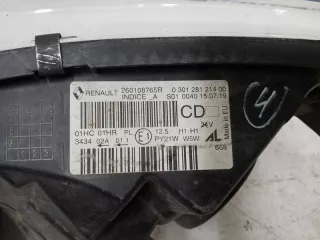 RENAULT 260108765R 0 301 281 214 00
INDICE _A S01 0040 15.07.19
CD
01HC 01HR PL E1 12.5 H1 H1
3434 02A 01 1 PY21W W5W AL
Made in EU
(4)